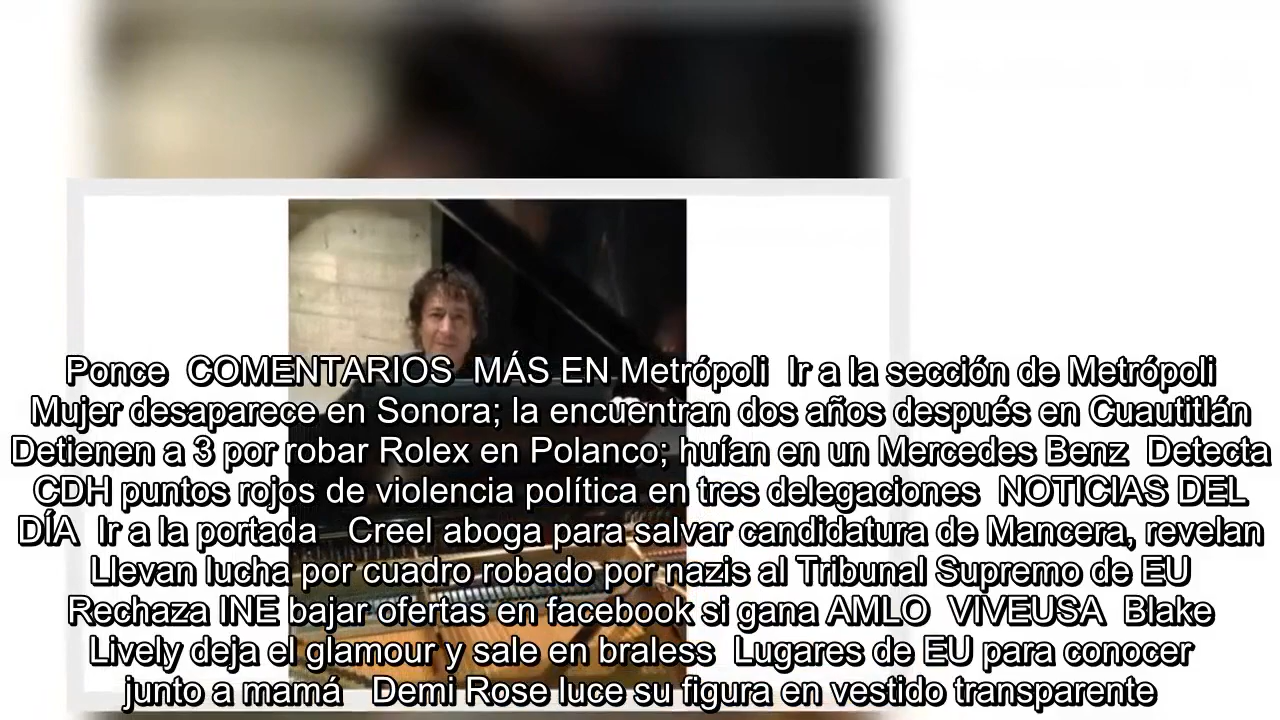 Ponce COMENTARIOS MÁS EN Metrópoli Ir a la sección de Metrópoli
Mujer desaparece en Sonora; la encuentran dos años después en Cuautitlán
Detienen a 3 por robar Rolex en Polanco; huían en un Mercedes Benz Detecta
CDH puntos rojos de violencia política en tres delegaciones NOTICIAS DEL
DÍA Ir a la portada Creel aboga para salvar candidatura de Mancera, revelan
Llevan lucha por cuadro robado por nazis al Tribunal Supremo de EU
Rechaza INE bajar ofertas en facebook si gana AMLO VIVEUSA Blake
Lively deja el glamour y sale en braless Lugares de EU para conocer
junto a mamá Demi Rose luce su figura en vestido transparente